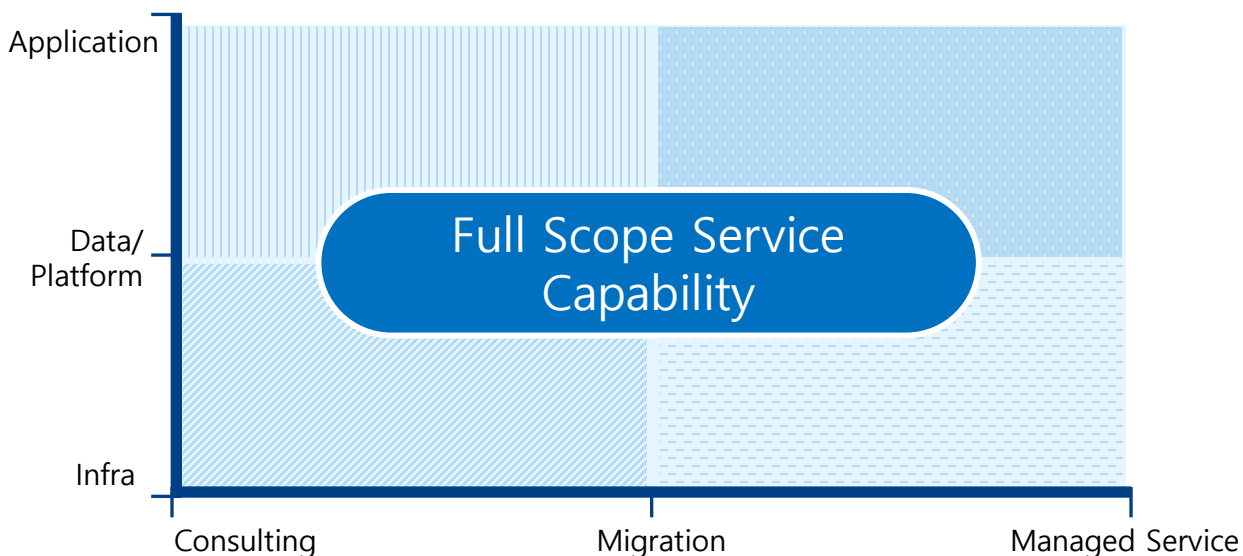 Application
Full Scope Service
Capability
Data/
Platform
Infra
Consulting
Migration
Managed Service